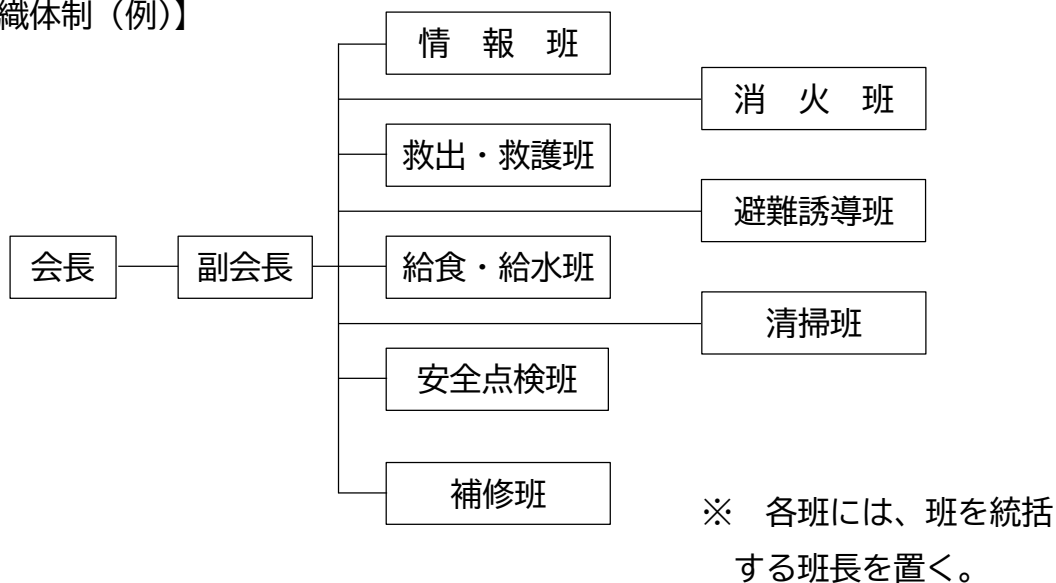 織体制（例）】
情　報　班
消　火　班
救出・救護班
避難誘導班
会長
副会長
給食・給水班
清掃班
安全点検班
補修班
※　各班には、班を統括
する班長を置く。